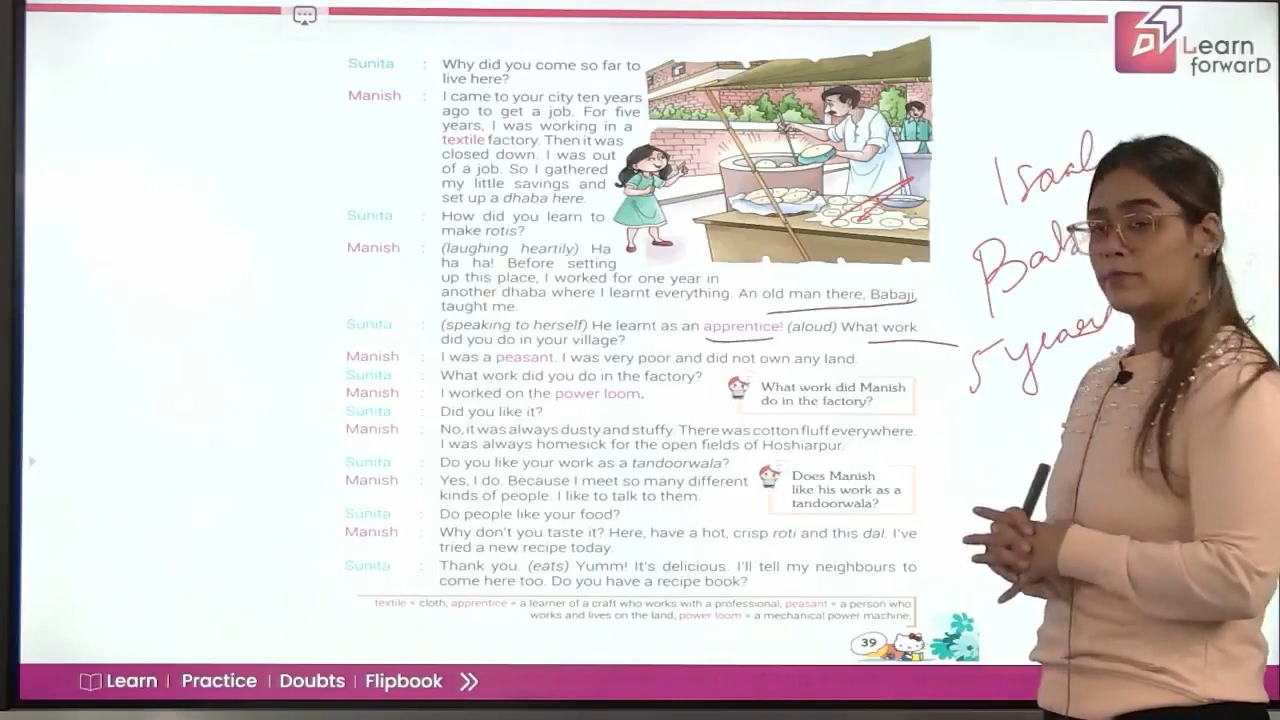 Learn
forwarD
Sunita : Why did you come so far to
live here?
Manish : I came to your city ten years
ago to get a job. For five
years, I was working in a
textile factory. Then it was
closed down. I was out
of a job. So I gathered
my little savings and
set up a dhaba here.
Sunita : How did you learn to
make rotis?
Manish : (laughing heartily) Ha
ha ha! Before setting
up this place, I worked for one year in
another dhaba where I learnt everything. An old man there, Babaji,
taught me.
Sunita : (speaking to herself) He learnt as an apprentice! (aloud) What work
did you do in your village?
Manish : I was a peasant. I was very poor and did not own any land.
Sunita : What work did you do in the factory?
Manish : I worked on the power loom.
What work did Manish
do in the factory?
Sunita : Did you like it?
Manish : No, it was always dusty and stuffy. There was cotton fluff everywhere.
I was always homesick for the open fields of Hoshiarpur.
Sunita : Do you like your work as a tandoorwala?
Manish : Yes, I do. Because I meet so many different
kinds of people. I like to talk to them.
Does Manish
like his work as a
tandoorwala?
Sunita : Do people like your food?
Manish : Why don't you taste it? Here, have a hot, crisp roti and this dal. I've
tried a new recipe today.
Sunita : Thank you. (eats) Yumm! It's delicious. I'll tell my neighbours to
come here too. Do you have a recipe book?
textile = cloth, apprentice = a learner of a craft who works with a professional, peasant = a person who
works and lives on the land, power loom = a mechanical power machine,
39
1 saal
5 years
Learn | Practice | Doubts | Flipbook